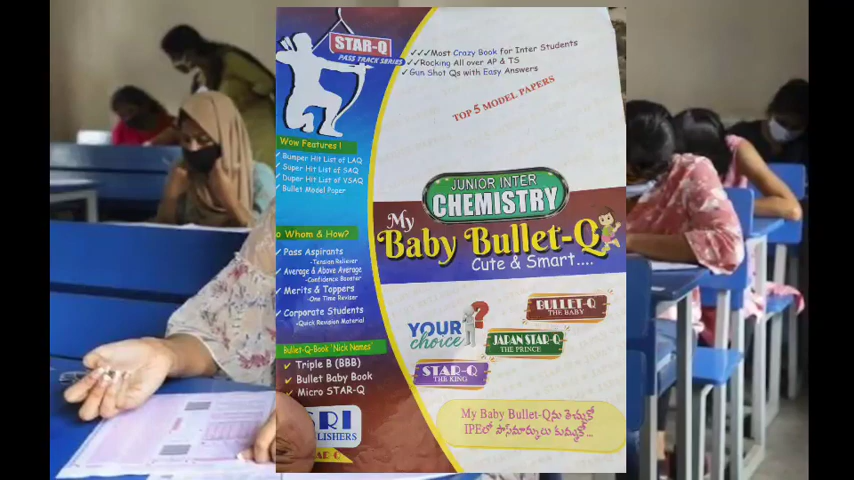 STAR-Q
PASS TRACK SERIES
✓✓✓Most Crazy Book for Inter Students
✓✓Rocking All over AP & TS
✓Gun Shot Qs with Easy Answers
TOP 5 MODEL PAPERS
Wow Features !
✓ Bumper Hit List of LAQ
✓ Super Hit List of SAQ
✓ Duper Hit List of VSAQ
✓ Bullet Model Paper
JUNIOR INTER
CHEMISTRY
My
Baby Bullet-Q
Cute & Smart....
o Whom & How?
✓ Pass Aspirants
-Tension Reliever
✓ Average & Above Average
-Confidence Booster
✓ Merits & Toppers
-One Time Revisor
✓ Corporate Students
-Quick Revision Material
Bullet-Q-Book 'Nick Names'
✓ Triple B (BBB)
✓ Bullet Baby Book
✓ Micro STAR-Q
YOUR
choice
?
BULLET-Q
THE BABY
JAPAN STAR-Q
THE PRINCE
STAR-Q
THE KING
SRI
BLISHERS
AR-Q
My Baby Bullet-Qను తెచ్చుకో
IPEలో పాస్‌మార్కులు కుమ్ముకో...